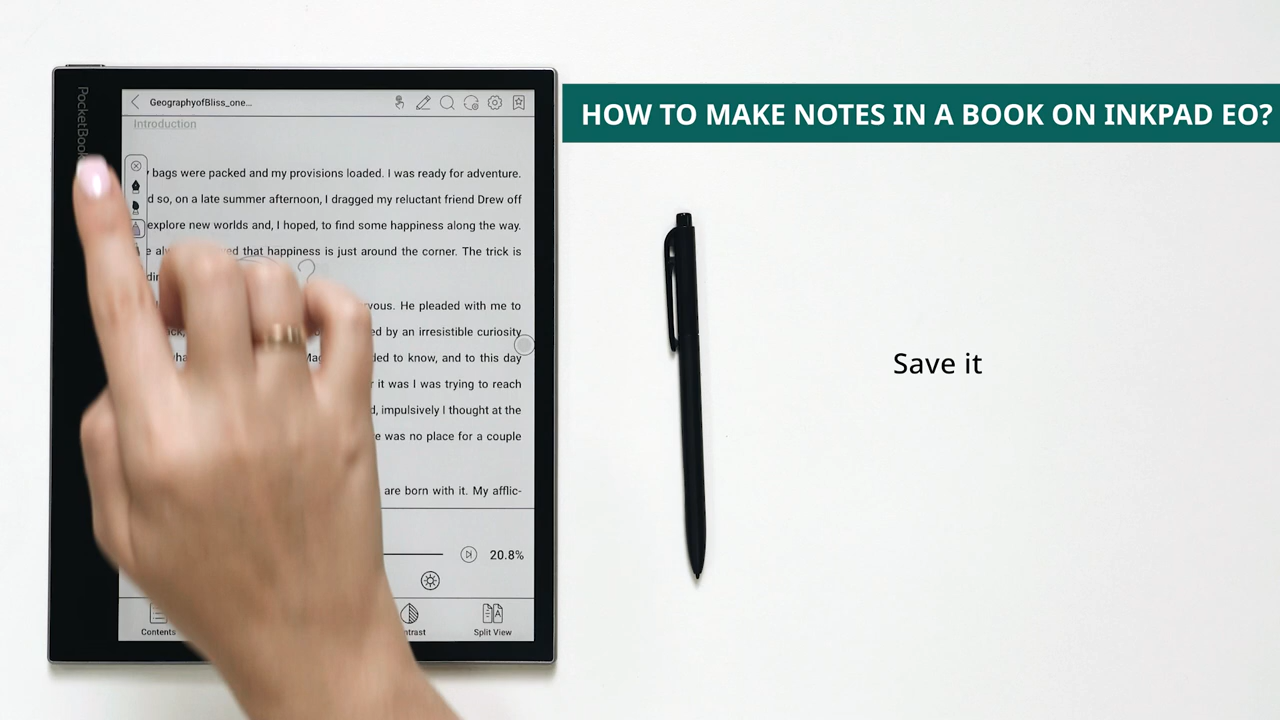 HOW TO MAKE NOTES IN A BOOK ON INKPAD EO?
Save it
PocketBook
GeographyofBliss_one...
Introduction
bags were packed and my provisions loaded. I was ready for adventure.
so, on a late summer afternoon, I dragged my reluctant friend Drew off
explore new worlds and, I hoped, to find some happiness along the way.
that happiness is just around the corner. The trick is
He pleaded with me to
by an irresistible curiosity
to know, and to this day
it was I was trying to reach
impulsively I thought at the
was no place for a couple
are born with it. My afflic-
20.8%
Contents
Split View